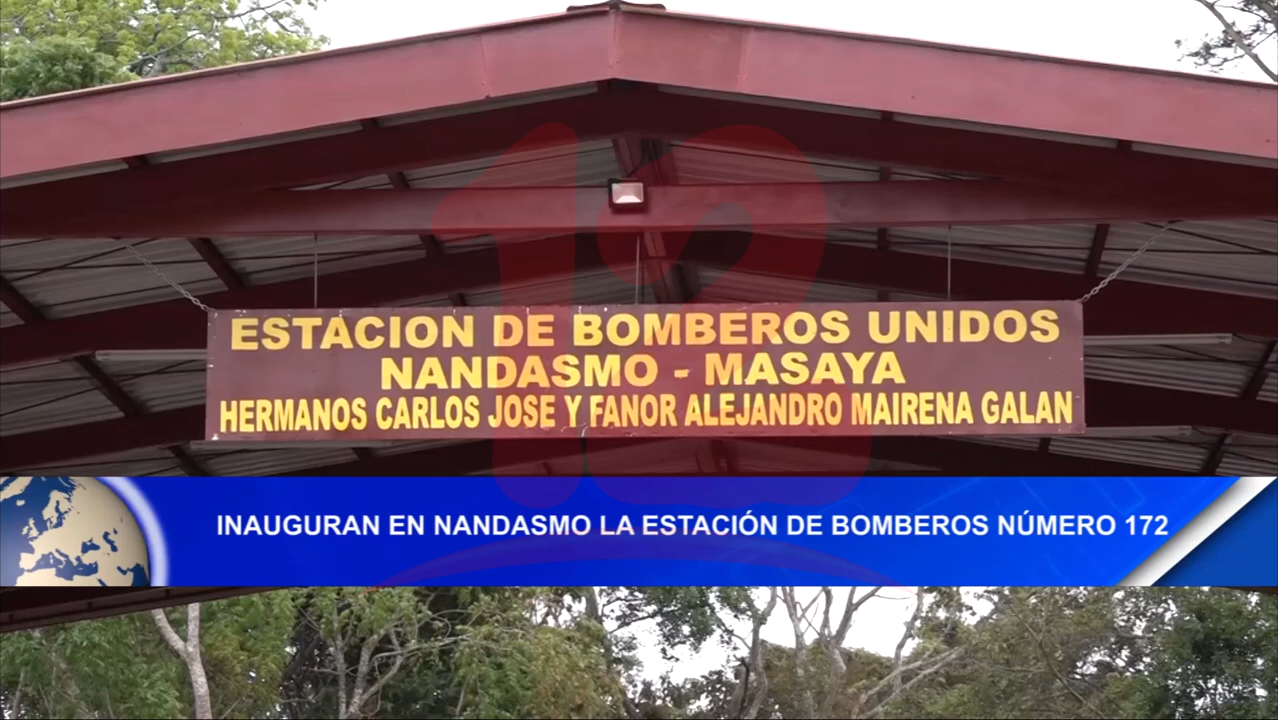 ESTACION DE BOMBEROS UNIDOS
NANDASMO - MASAYA
HERMANOS CARLOS JOSE Y FANOR ALEJANDRO MAIRENA GALAN
12
INAUGURAN EN NANDASMO LA ESTACIÓN DE BOMBEROS NÚMERO 172